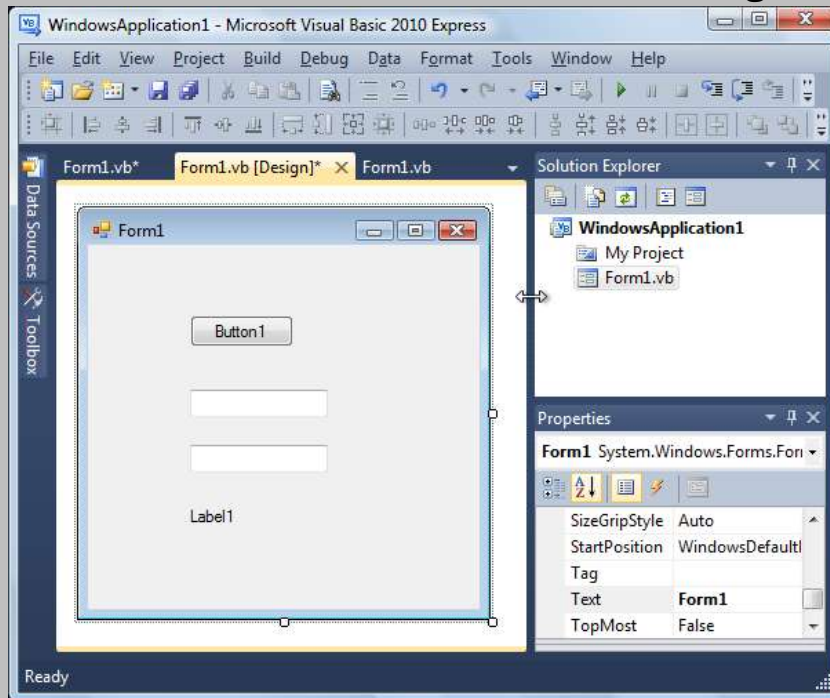 WindowsApplication1 - Microsoft Visual Basic 2010 Express
File Edit View Project Build Debug Data Format Tools Window Help
Form1.vb* Form1.vb [Design]* Form1.vb
Solution Explorer
Data Sources
Toolbox
WindowsApplication1
My Project
Form1.vb
Form1
Button1
Label1
Properties
Form1 System.Windows.Forms.Forr
SizeGripStyle Auto
StartPosition WindowsDefaultl
Tag
Text Form1
TopMost False
Ready